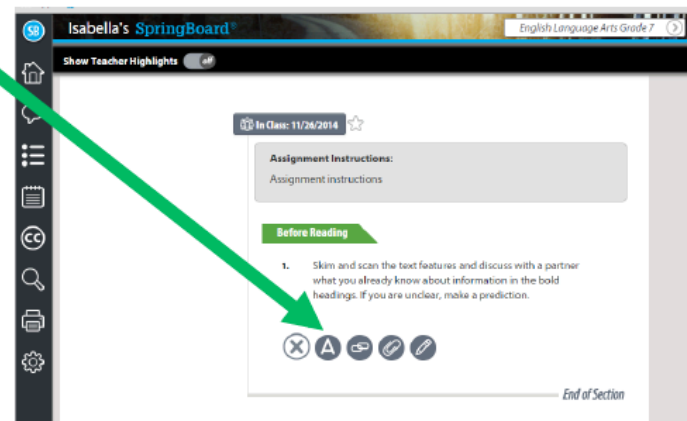 SB
Isabella's SpringBoard®
English Language Arts Grade 7
Show Teacher Highlights off
In Class: 11/26/2014
Assignment Instructions:
Assignment instructions
Before Reading
1. Skim and scan the text features and discuss with a partner
what you already know about information in the bold
headings. If you are unclear, make a prediction.
CC
A
End of Section